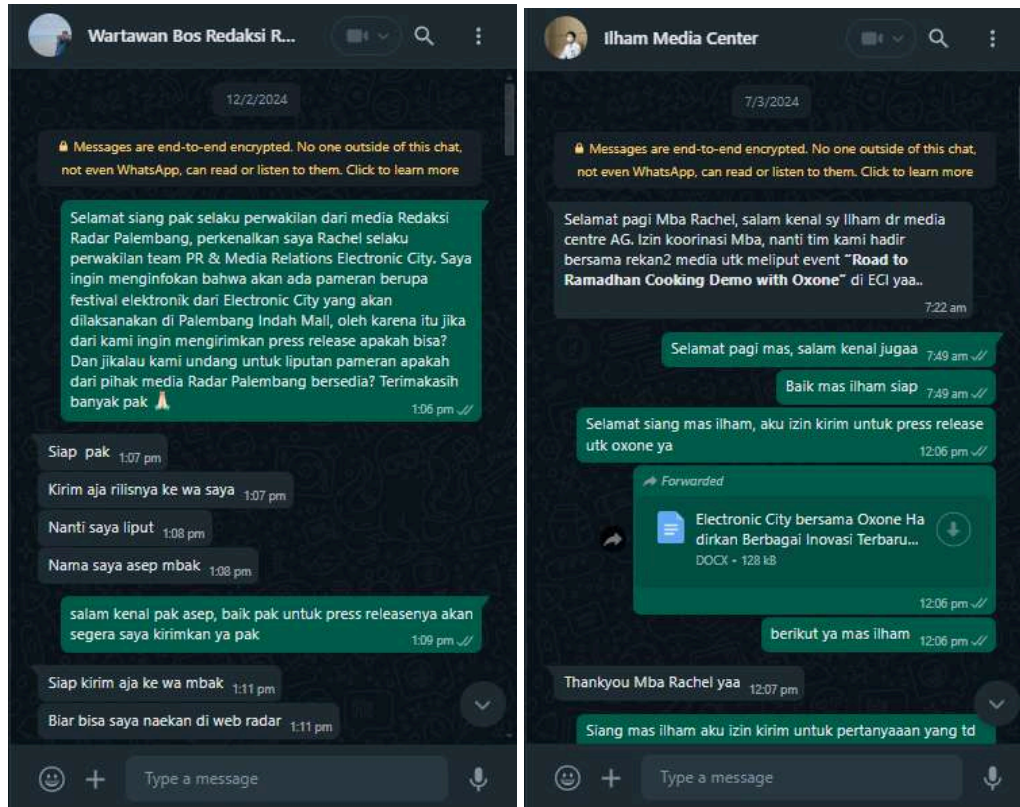 Wartawan Bos Redaksi R...
12/2/2024
Messages are end-to-end encrypted. No one outside of this chat,
not even WhatsApp, can read or listen to them. Click to learn more
Selamat siang pak selaku perwakilan dari media Redaksi
Radar Palembang, perkenalkan saya Rachel selaku
perwakilan team PR & Media Relations Electronic City. Saya
ingin menginfokan bahwa akan ada pameran berupa
festival elektronik dari Electronic City yang akan
dilaksanakan di Palembang Indah Mall, oleh karena itu jika
dari kami ingin mengirimkan press release apakah bisa?
Dan jikalau kami undang untuk liputan pameran apakah
dari pihak media Radar Palembang bersedia? Terimakasih
banyak pak 🙏
1:06 pm
Siap pak 1:07 pm
Kirim aja rilisnya ke wa saya 1:07 pm
Nanti saya liput 1:08 pm
Nama saya asep mbak 1:08 pm
salam kenal pak asep, baik pak untuk press releasenya akan
segera saya kirimkan ya pak
1:09 pm
Siap kirim aja ke wa mbak 1:11 pm
Biar bisa saya naekan di web radar 1:11 pm
Type a message
Ilham Media Center
7/3/2024
Messages are end-to-end encrypted. No one outside of this chat,
not even WhatsApp, can read or listen to them. Click to learn more
Selamat pagi Mba Rachel, salam kenal sy Ilham dr media
centre AG. Izin koorinasi Mba, nanti tim kami hadir
bersama rekan2 media utk meliput event "Road to
Ramadhan Cooking Demo with Oxone" di ECI yaa..
7:22 am
Selamat pagi mas, salam kenal jugaa 7:49 am
Baik mas ilham siap 7:49 am
Selamat siang mas ilham, aku izin kirim untuk press release
utk oxone ya
12:06 pm
Forwarded
Electronic City bersama Oxone Ha
dirkan Berbagai Inovasi Terbaru...
DOCX • 128 kB
12:06 pm
berikut ya mas ilham 12:06 pm
Thankyou Mba Rachel yaa 12:07 pm
Siang mas ilham aku izin kirim untuk pertanyaaan yang td
Type a message